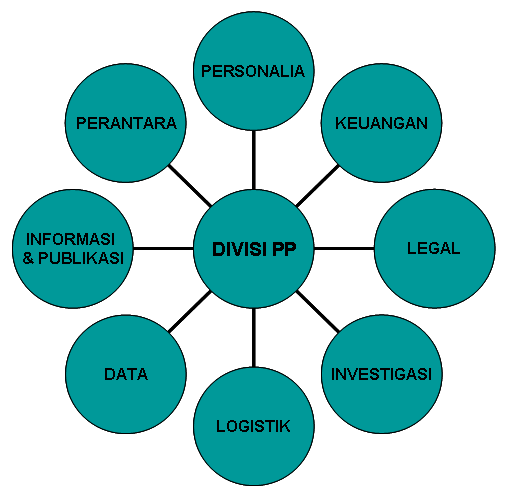 PERSONALIA
PERANTARA
KEUANGAN
INFORMASI
& PUBLIKASI
DIVISI PP
LEGAL
DATA
INVESTIGASI
LOGISTIK